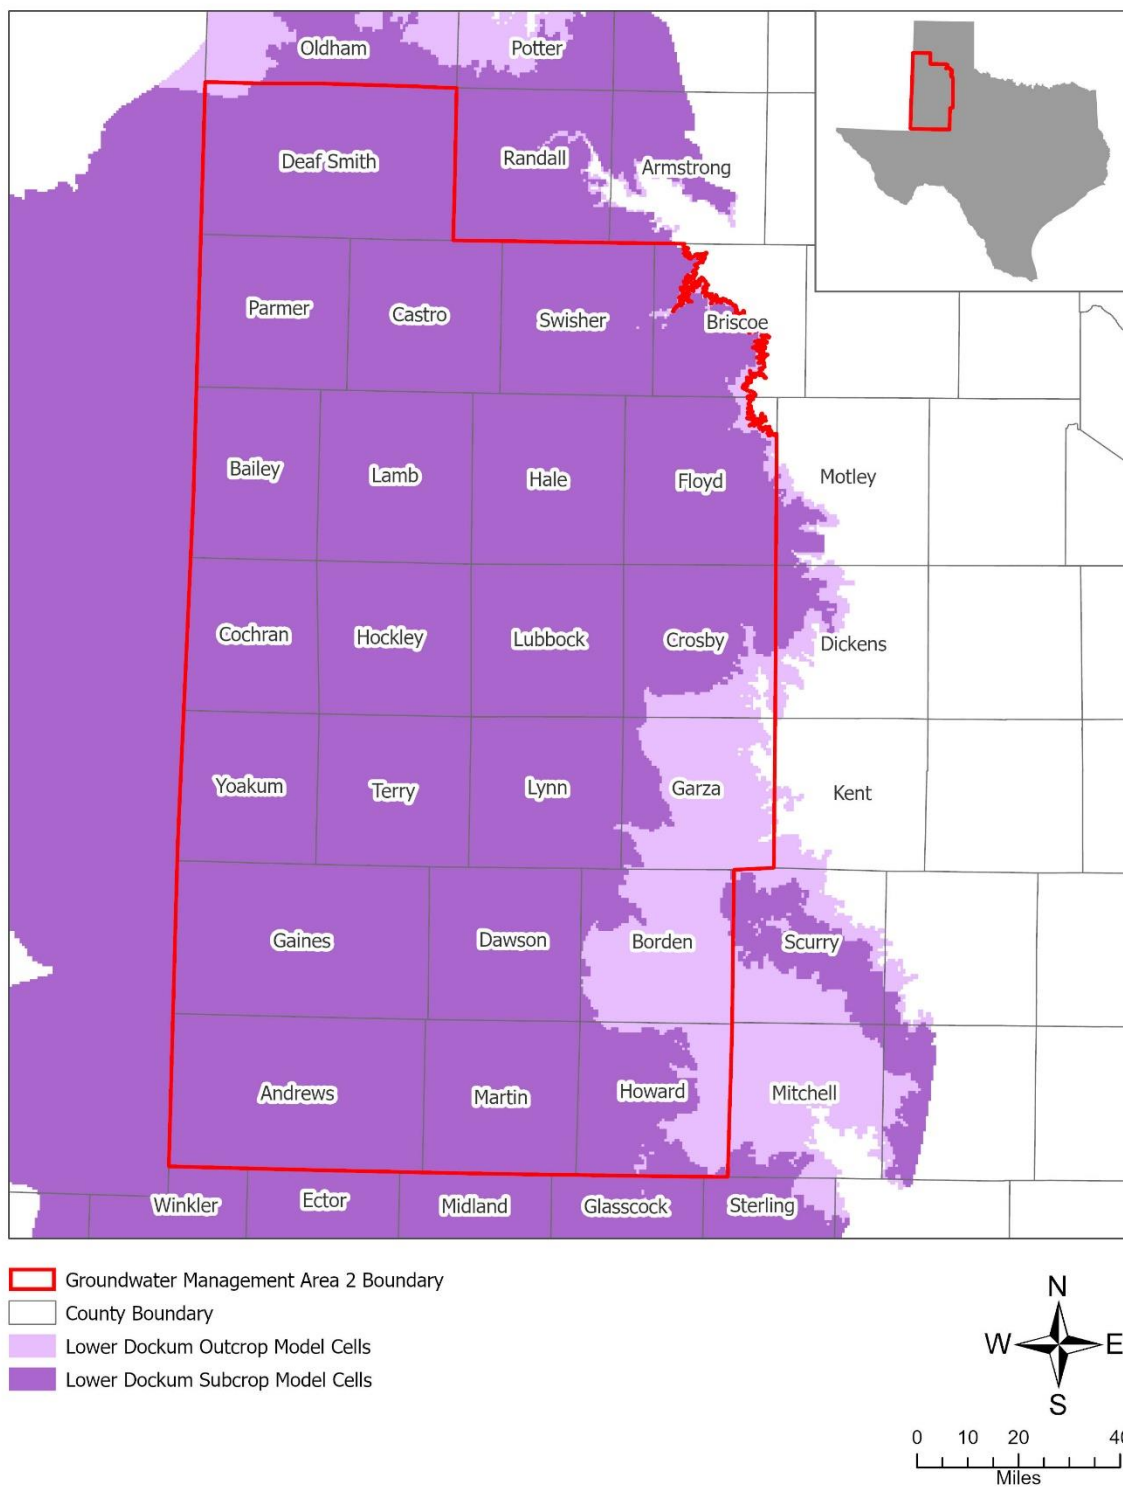 Oldham
Potter
Deaf Smith
Randall
Armstrong
Parmer
Castro
Swisher
Briscoe
Bailey
Lamb
Hale
Floyd
Motley
Cochran
Hockley
Lubbock
Crosby
Dickens
Yoakum
Terry
Lynn
Garza
Kent
Gaines
Dawson
Borden
Scurry
Andrews
Martin
Howard
Mitchell
Winkler
Ector
Midland
Glasscock
Sterling
Groundwater Management Area 2 Boundary
County Boundary
Lower Dockum Outcrop Model Cells
Lower Dockum Subcrop Model Cells
N
W E
S
0 10 20 40
Miles